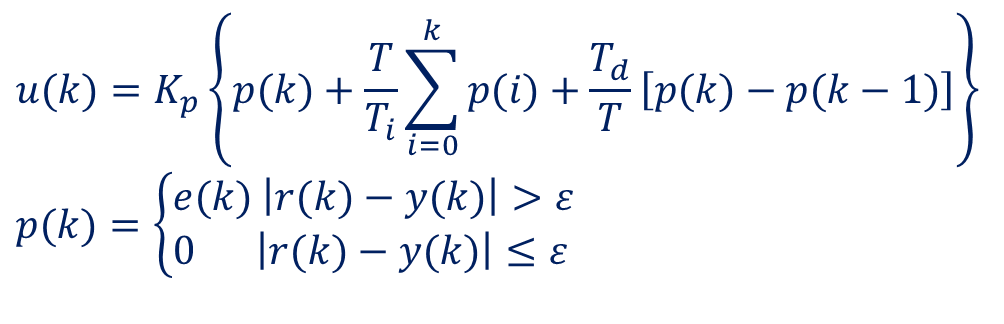 u(k) = K_p {p(k) + T/T_i ∑_{i=0}^{k} p(i) + T_d/T [p(k) − p(k − 1)]}
p(k) = {e(k) |r(k) − y(k)| > ε
0 |r(k) − y(k)| ≤ ε